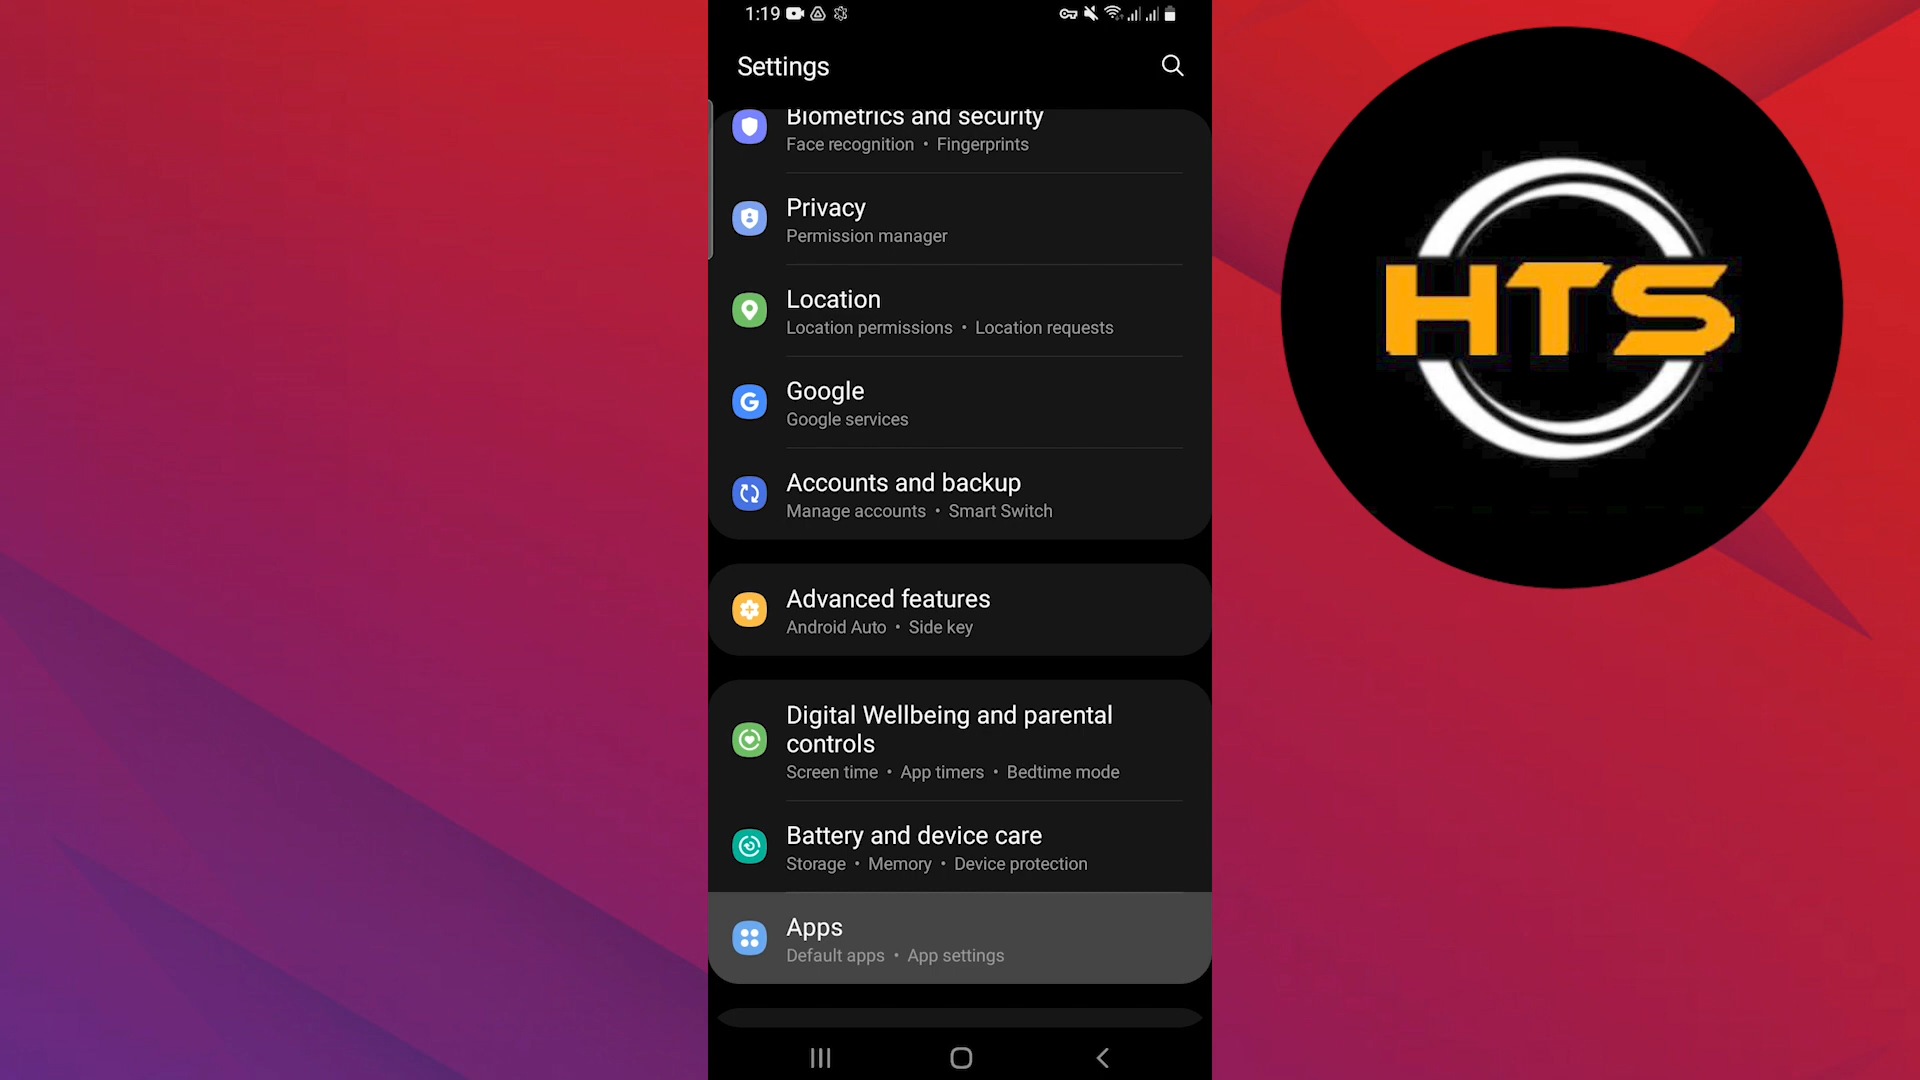 1:19
Settings
Biometrics and security
Face recognition • Fingerprints
Privacy
Permission manager
Location
Location permissions • Location requests
Google
Google services
Accounts and backup
Manage accounts • Smart Switch
Advanced features
Android Auto • Side key
Digital Wellbeing and parental
controls
Screen time • App timers • Bedtime mode
Battery and device care
Storage • Memory • Device protection
Apps
Default apps • App settings
HTS